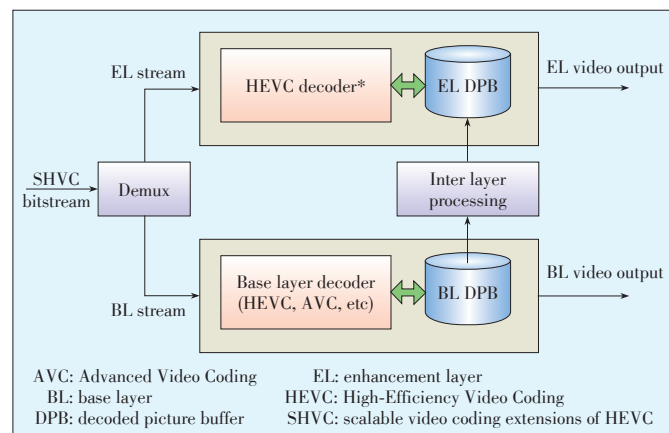 EL stream
HEVC decoder*
EL DPB
EL video output
SHVC
bitstream
Demux
Inter layer
processing
BL stream
Base layer decoder
(HEVC, AVC, etc)
BL DPB
BL video output
AVC: Advanced Video Coding
EL: enhancement layer
BL: base layer
HEVC: High-Efficiency Video Coding
DPB: decoded picture buffer
SHVC: scalable video coding extensions of HEVC